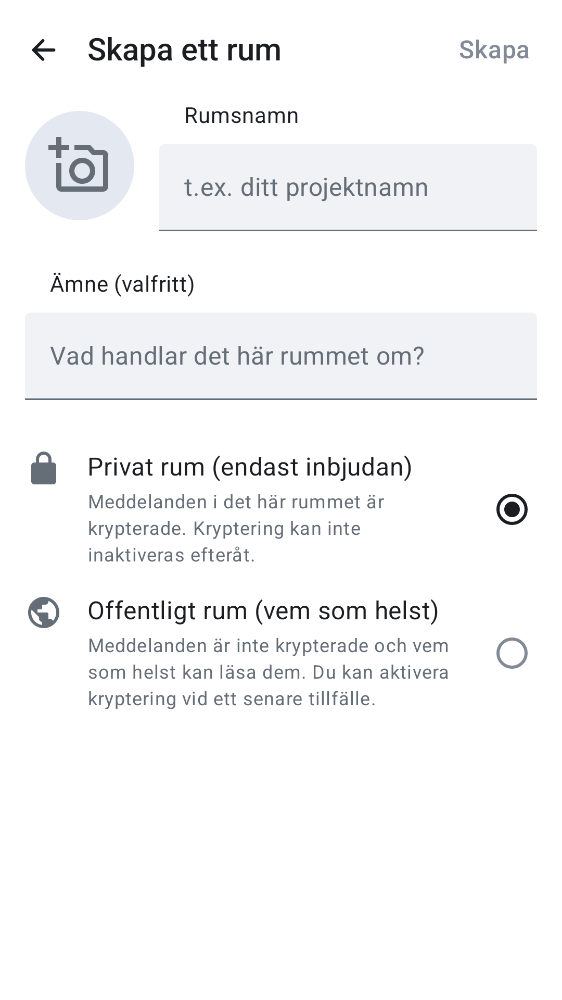 Skapa ett rum
Skapa
Rumsnamn
t.ex. ditt projektnamn
Ämne (valfritt)
Vad handlar det här rummet om?
Privat rum (endast inbjudan)
Meddelanden i det här rummet är
krypterade. Kryptering kan inte
inaktiveras efteråt.
Offentligt rum (vem som helst)
Meddelanden är inte krypterade och vem
som helst kan läsa dem. Du kan aktivera
kryptering vid ett senare tillfälle.